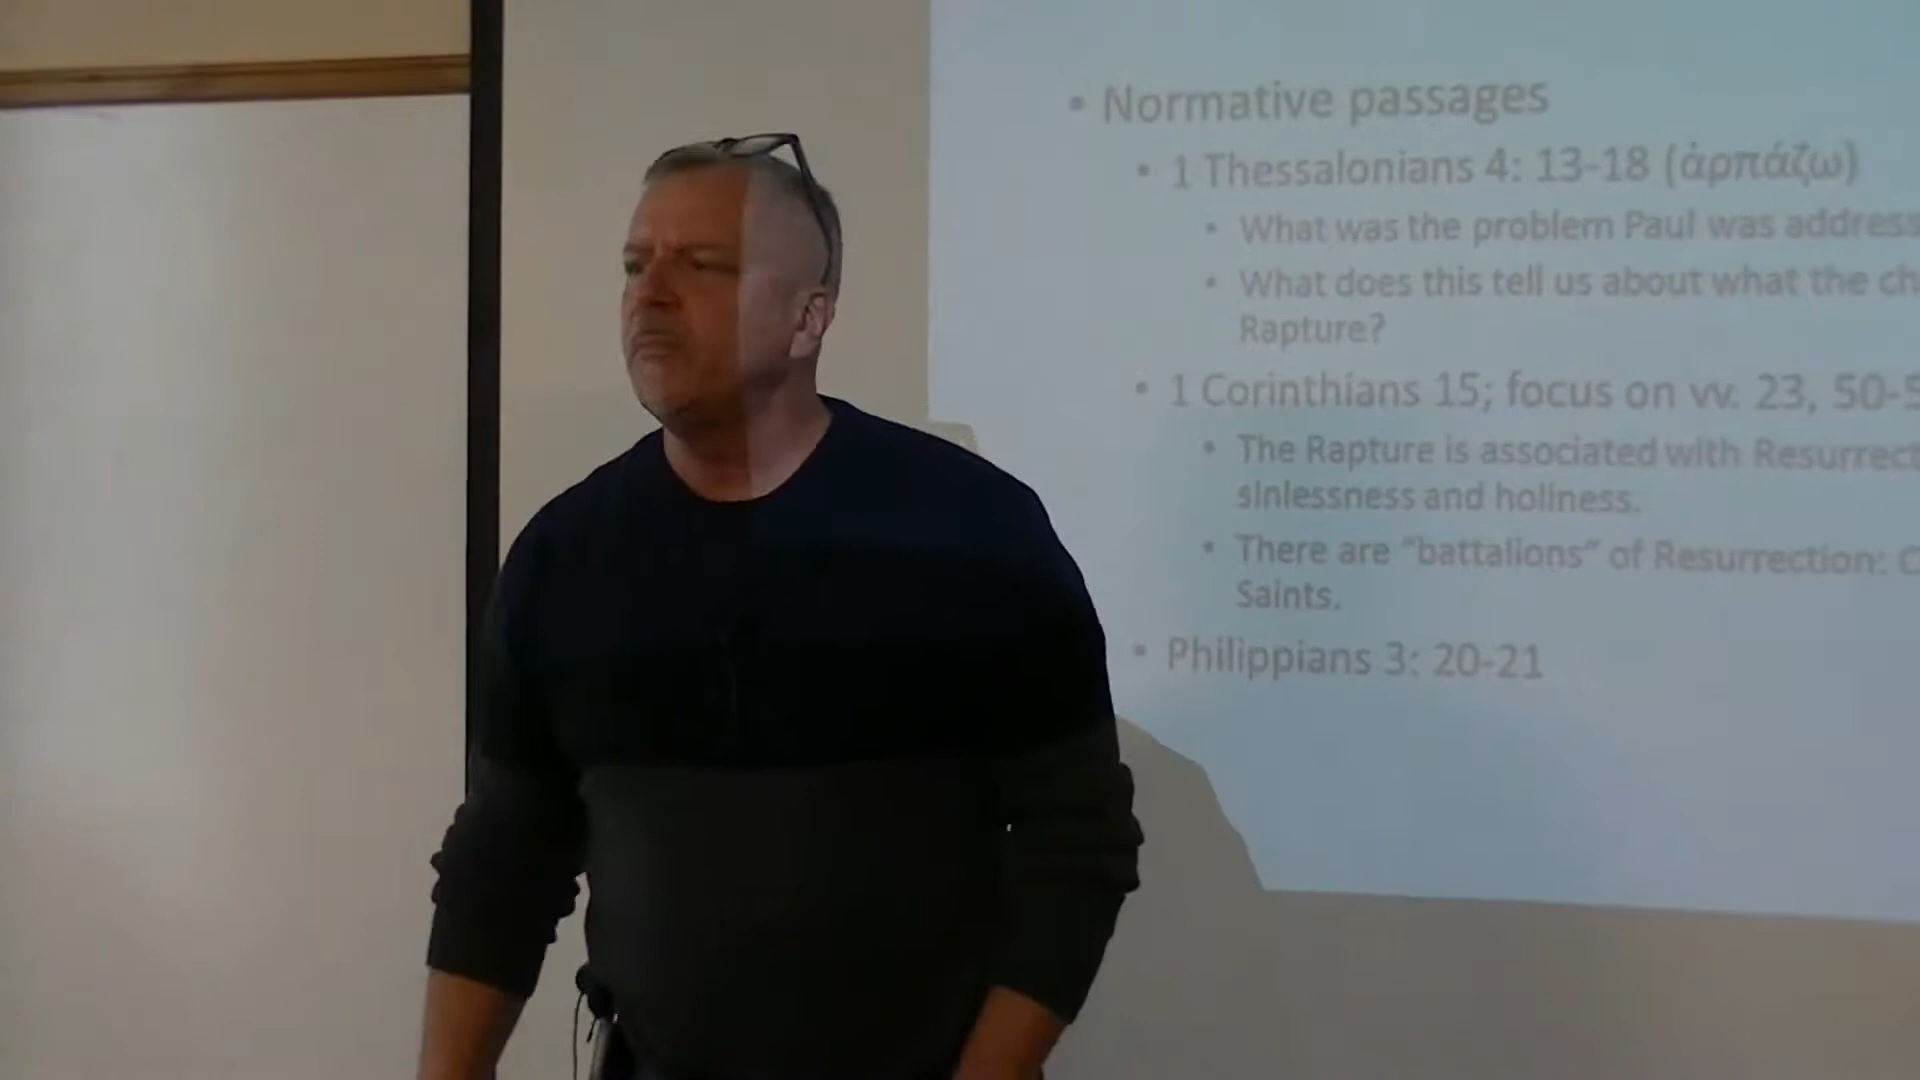 • Normative passages
• 1 Thessalonians 4: 13-18 (ἁρπάζω)
• What was the problem Paul was address
• What does this tell us about what the ch
Rapture?
• 1 Corinthians 15; focus on vv. 23, 50-5
• The Rapture is associated with Resurrect
sinlessness and holiness.
• There are “battalions” of Resurrection: C
Saints.
• Philippians 3: 20-21